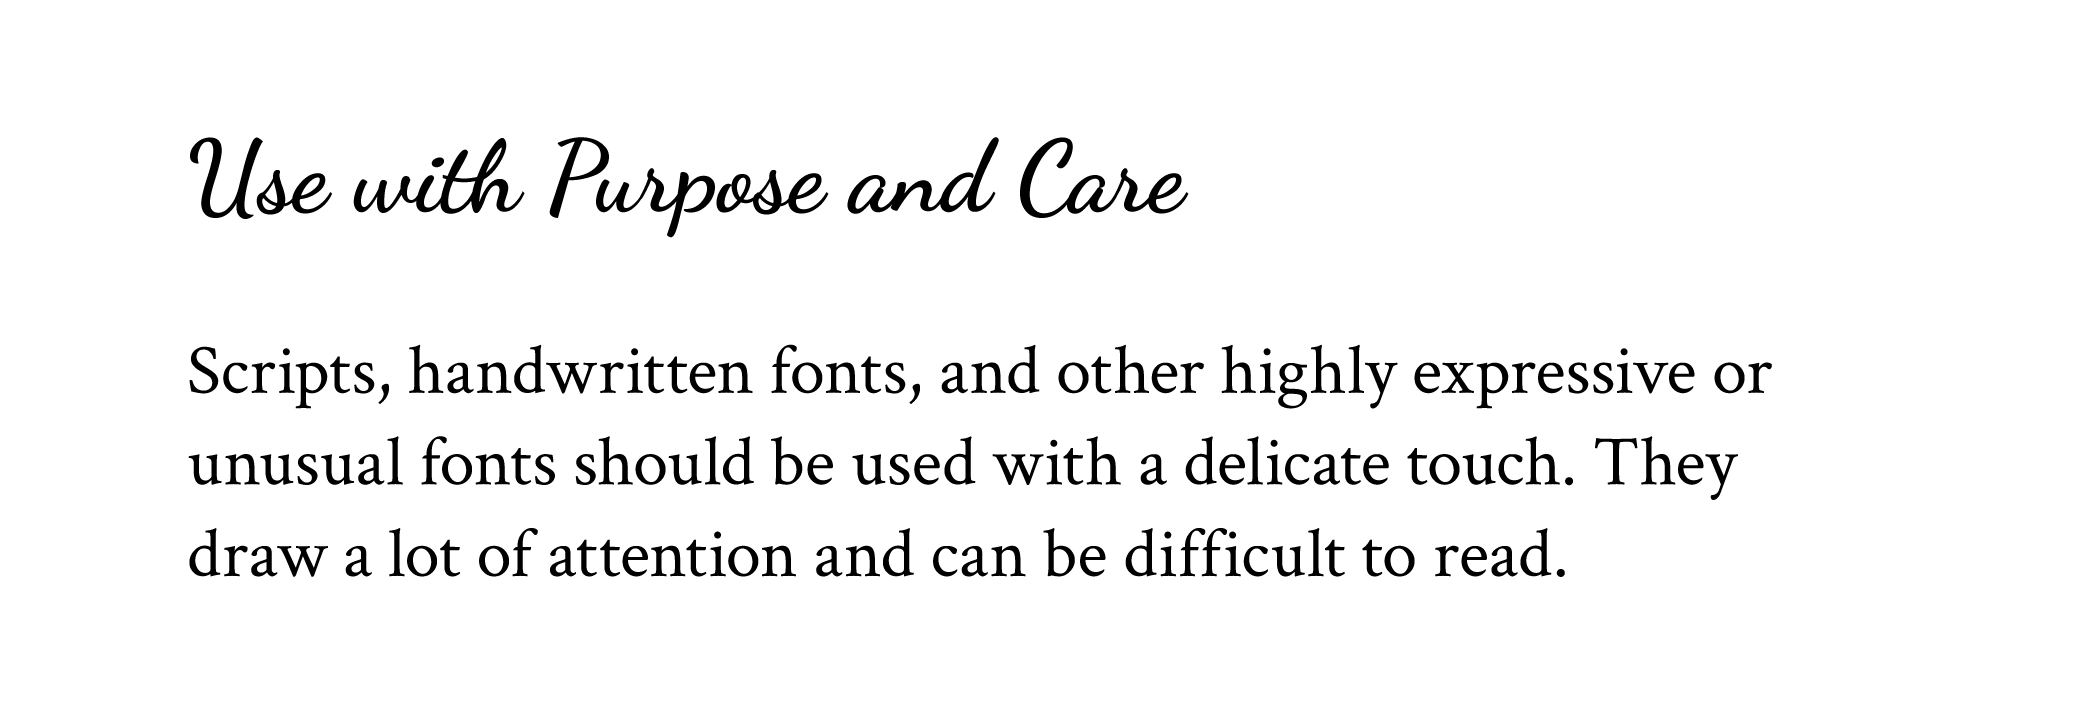 Use with Purpose and Care
Scripts, handwritten fonts, and other highly expressive or
unusual fonts should be used with a delicate touch. They
draw a lot of attention and can be difficult to read.